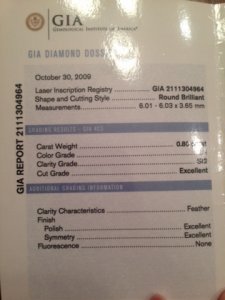 GIA
GEMOLOGICAL INSTITUTE OF AMERICA®
GIA DIAMOND DOSS
October 30, 2009
Laser Inscription Registry GIA 2111304964
Shape and Cutting Style Round Brilliant
Measurements 6.01 - 6.03 x 3.65 mm
GRADING RESULTS - GIA 4CS
Carat Weight 0.80
Color Grade
Clarity Grade SI2
Cut Grade Excellent
ADDITIONAL GRADING INFORMATION
Clarity Characteristics Feather
Finish
Polish Excellent
Symmetry Excellent
Fluorescence None
GIA REPORT 2111304964